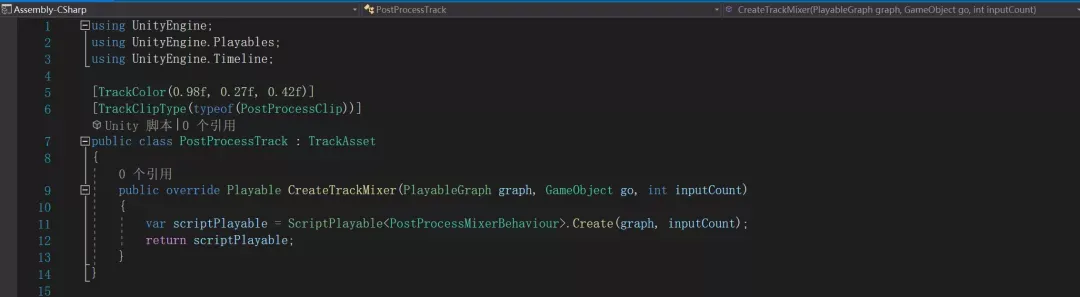 Assembly-CSharp PostProcessTrack CreateTrackMixer(PlayableGraph graph, GameObject go, int inputCount)
1 using UnityEngine;
2 using UnityEngine.Playables;
3 using UnityEngine.Timeline;
4
5 [TrackColor(0.98f, 0.27f, 0.42f)]
6 [TrackClipType(typeof(PostProcessClip))]
Unity 脚本|0 个引用
7 public class PostProcessTrack : TrackAsset
8 {
0 个引用
9 public override Playable CreateTrackMixer(PlayableGraph graph, GameObject go, int inputCount)
10 {
11 var scriptPlayable = ScriptPlayable<PostProcessMixerBehaviour>.Create(graph, inputCount);
12 return scriptPlayable;
13 }
14 }
15